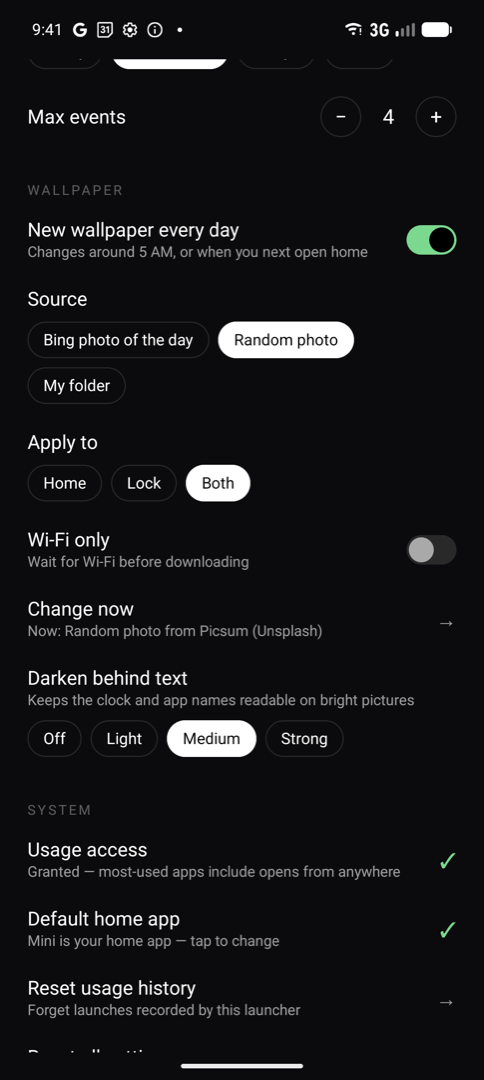 9:41 G 31 3G
Max events
− 4 +
WALLPAPER
New wallpaper every day
Changes around 5 AM, or when you next open home
Source
Bing photo of the day Random photo
My folder
Apply to
Home Lock Both
Wi-Fi only
Wait for Wi-Fi before downloading
Change now
Now: Random photo from Picsum (Unsplash) →
Darken behind text
Keeps the clock and app names readable on bright pictures
Off Light Medium Strong
SYSTEM
Usage access
Granted — most-used apps include opens from anywhere ✓
Default home app
Mini is your home app — tap to change ✓
Reset usage history
Forget launches recorded by this launcher →